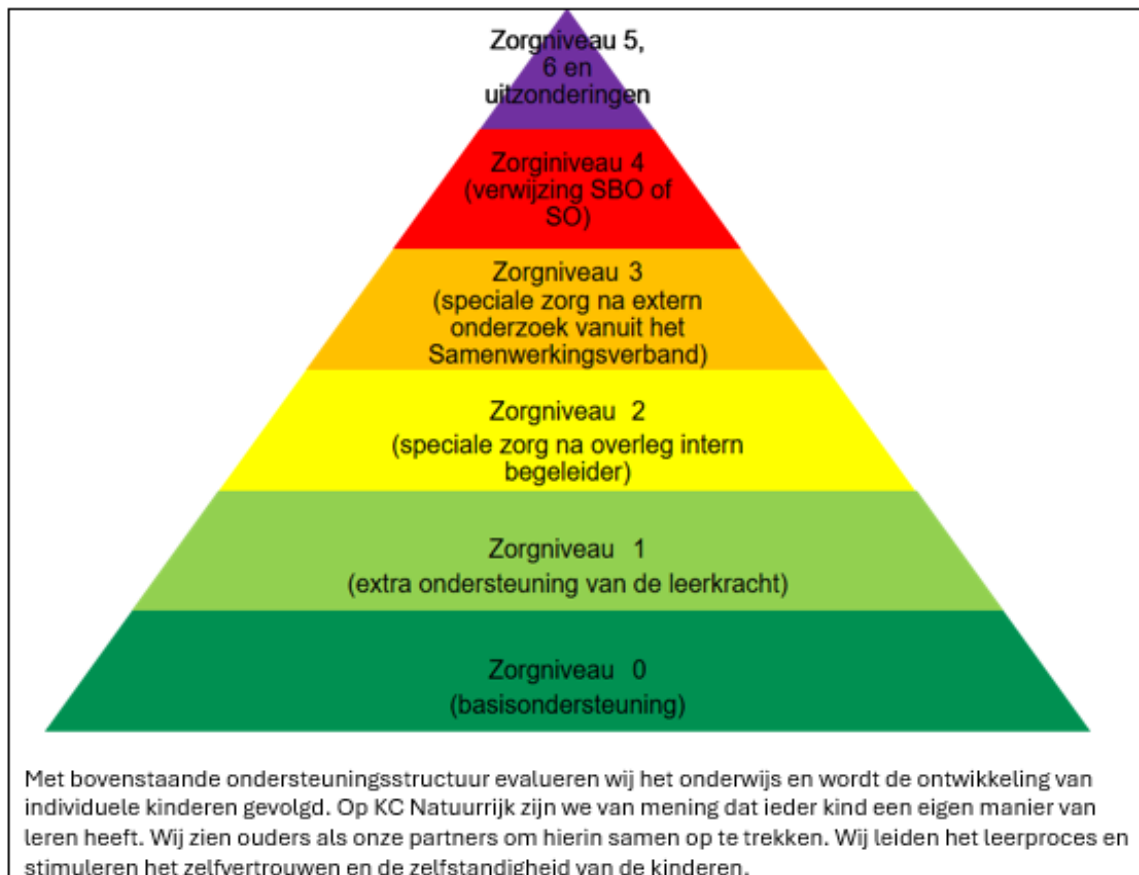 Zorgniveau 5,
6 en
uitzonderingen
Zorginiveau 4
(verwijzing SBO of
SO)
Zorgniveau 3
(speciale zorg na extern
onderzoek vanuit het
Samenwerkingsverband)
Zorgniveau 2
(speciale zorg na overleg intern
begeleider)
Zorgniveau 1
(extra ondersteuning van de leerkracht)
Zorgniveau 0
(basisondersteuning)
Met bovenstaande ondersteuningsstructuur evalueren wij het onderwijs en wordt de ontwikkeling van
individuele kinderen gevolgd. Op KC Natuurrijk zijn we van mening dat ieder kind een eigen manier van
leren heeft. Wij zien ouders als onze partners om hierin samen op te trekken. Wij leiden het leerproces en
stimuleren het zelfvertrouwen en de zelfstandigheid van de kinderen.